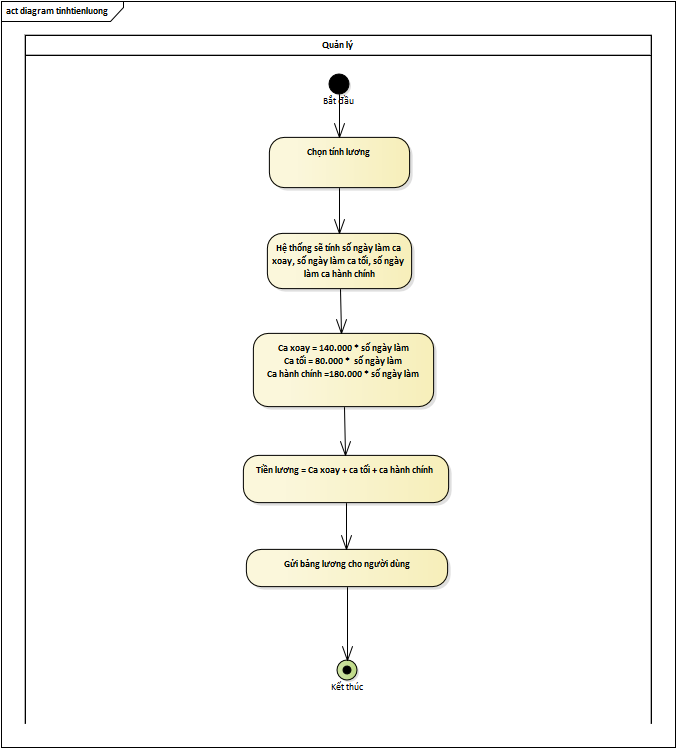 act diagram tinhtienluong
Quản lý
Bắt đầu
Chọn tính lương
Hệ thống sẽ tính số ngày làm ca
xoay, số ngày làm ca tối, số ngày
làm ca hành chính
Ca xoay = 140.000 * số ngày làm
Ca tối = 80.000 * số ngày làm
Ca hành chính =180.000 * số ngày làm
Tiền lương = Ca xoay + ca tối + ca hành chính
Gửi bảng lương cho người dùng
Kết thúc